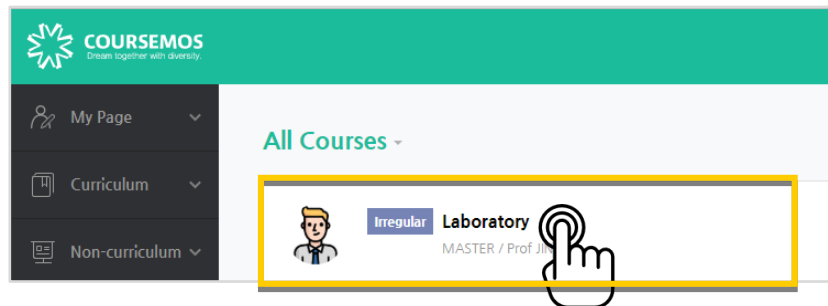 COURSEMOS
Dream together with diversity.
My Page
All Courses
Curriculum
Irregular Laboratory
MASTER / Prof
Non-curriculum